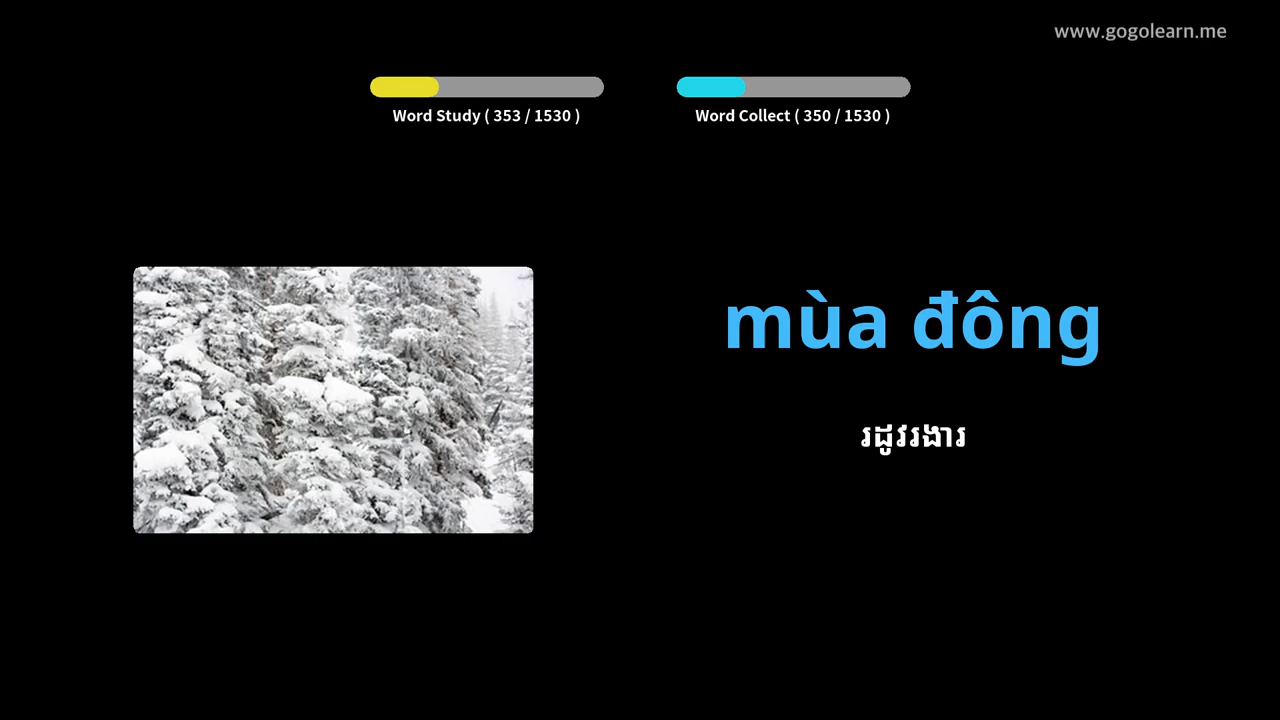 www.gogolearn.me
Word Study ( 353 / 1530 )
Word Collect ( 350 / 1530 )
mùa đông
រដូវរងារ